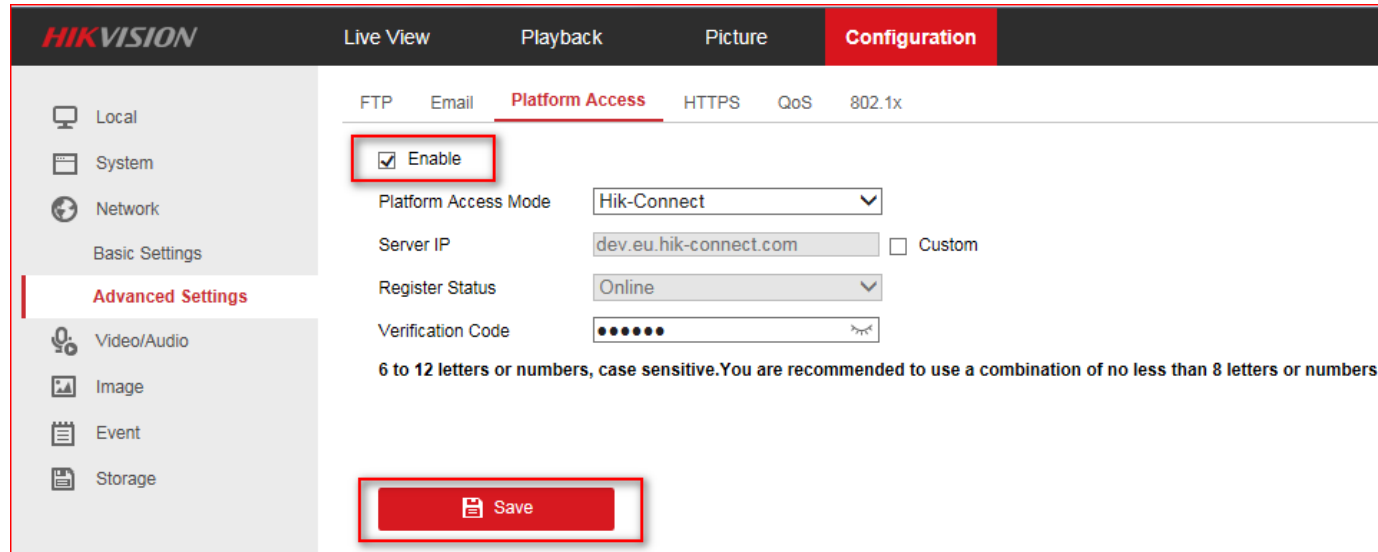 HIKVISION Live View Playback Picture Configuration
FTP Email Platform Access HTTPS QoS 802.1x
Local
System
Network
Basic Settings
Advanced Settings
Video/Audio
Image
Event
Storage
Enable
Platform Access Mode Hik-Connect
Server IP dev.eu.hik-connect.com Custom
Register Status Online
Verification Code ●●●●●●
6 to 12 letters or numbers, case sensitive.You are recommended to use a combination of no less than 8 letters or numbers
Save